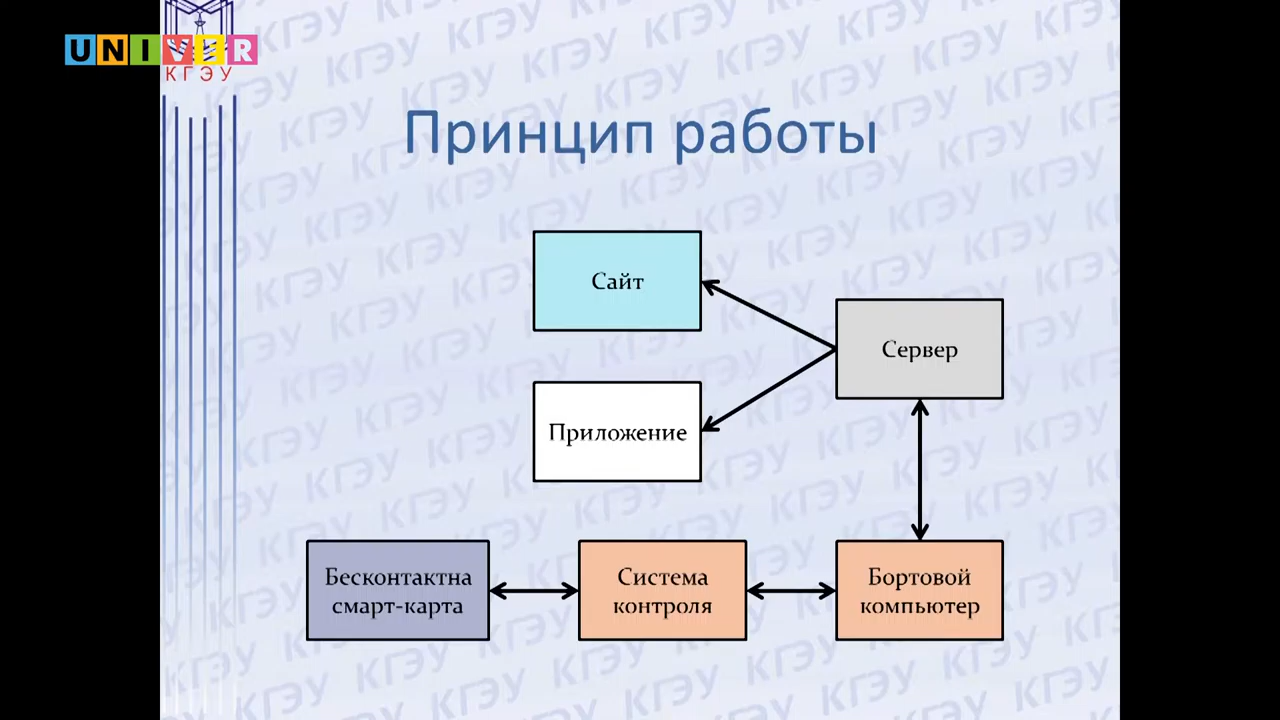 UNIVER
КГЭУ
Принцип работы
Сайт
Сервер
Приложение
Бесконтактна
смарт-карта
Система
контроля
Бортовой
компьютер